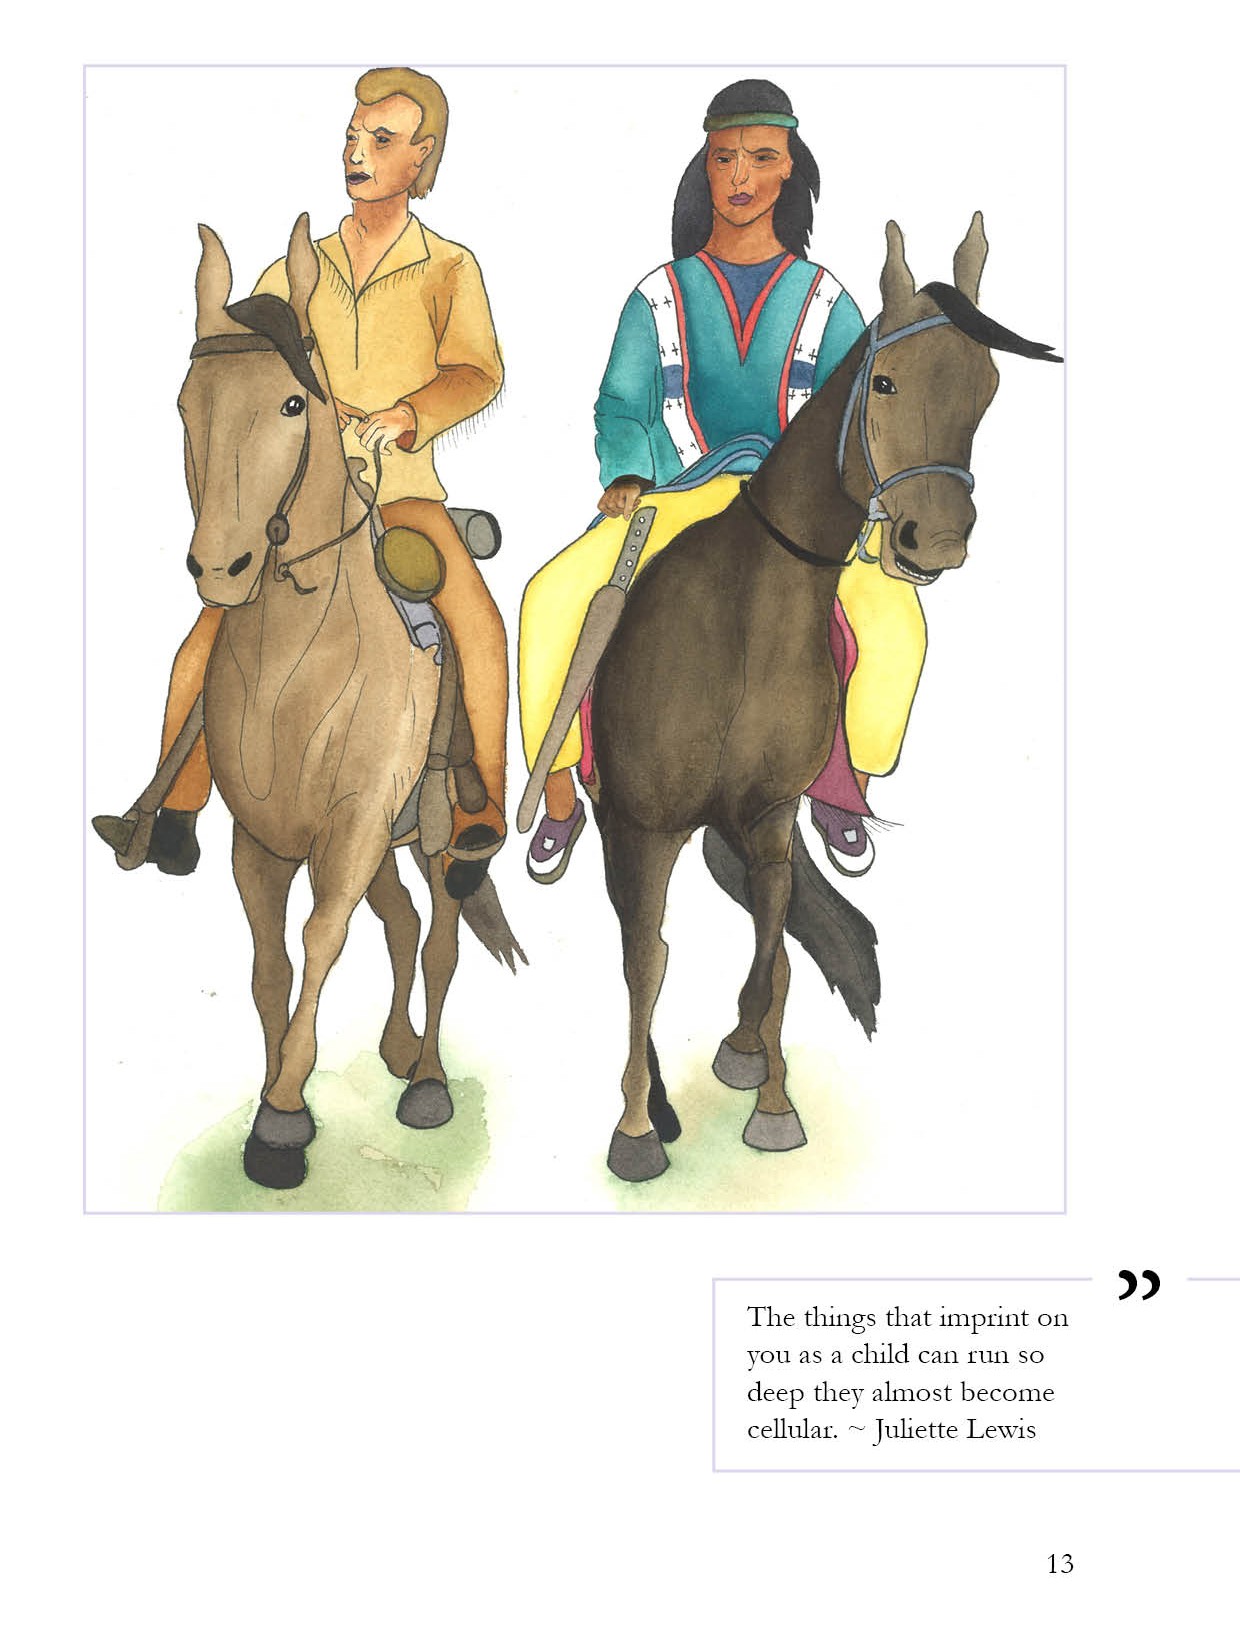 ”
The things that imprint on
you as a child can run so
deep they almost become
cellular. ~ Juliette Lewis
13